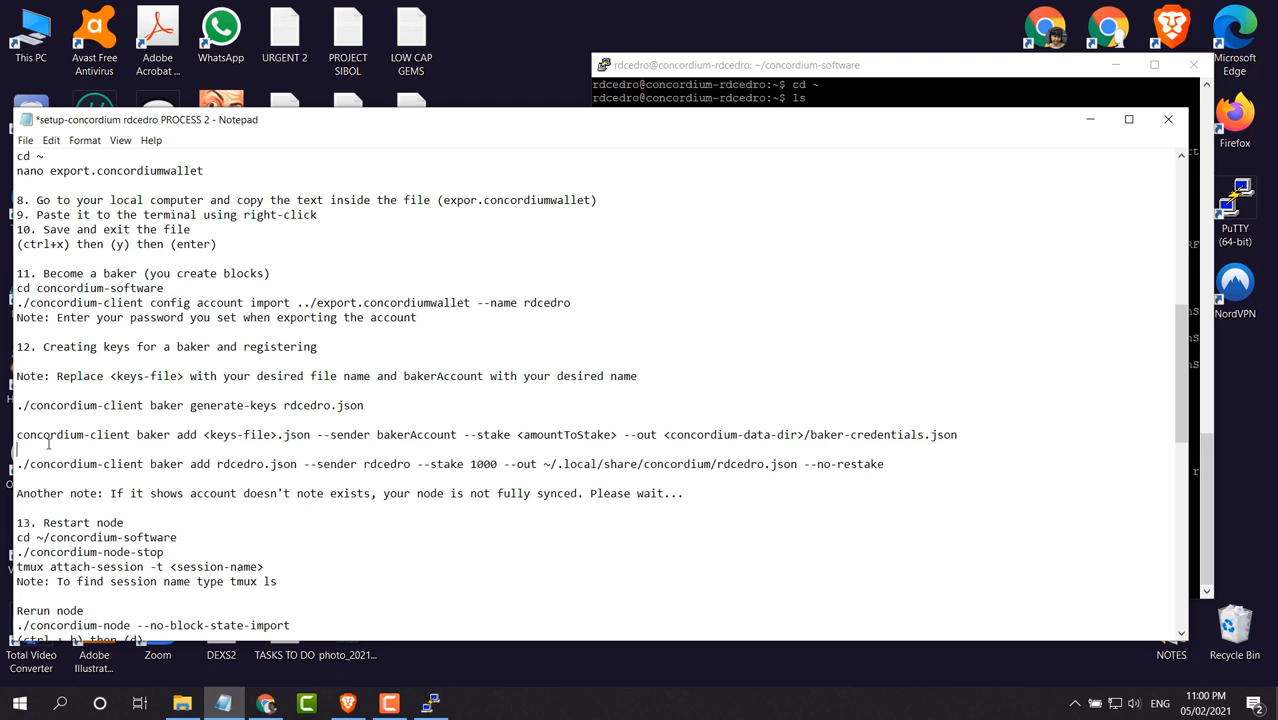 This PC
Avast Free
Antivirus
Adobe
Acrobat ...
WhatsApp
URGENT 2
PROJECT
SIBOL
LOW CAP
GEMS
Microsoft
Edge
rdcedro@concordium-rdcedro: ~/concordium-software
rdcedro@concordium-rdcedro:~$ cd ~
rdcedro@concordium-rdcedro:~$ ls
*setup-concordium rdcedro PROCESS 2 - Notepad
File Edit Format View Help
cd ~
nano export.concordiumwallet
8. Go to your local computer and copy the text inside the file (expor.concordiumwallet)
9. Paste it to the terminal using right-click
10. Save and exit the file
(ctrl+x) then (y) then (enter)
11. Become a baker (you create blocks)
cd concordium-software
./concordium-client config account import ../export.concordiumwallet --name rdcedro
Note: Enter your password you set when exporting the account
12. Creating keys for a baker and registering
Note: Replace <keys-file> with your desired file name and bakerAccount with your desired name
./concordium-client baker generate-keys rdcedro.json
concordium-client baker add <keys-file>.json --sender bakerAccount --stake <amountToStake> --out <concordium-data-dir>/baker-credentials.json
./concordium-client baker add rdcedro.json --sender rdcedro --stake 1000 --out ~/.local/share/concordium/rdcedro.json --no-restake
Another note: If it shows account doesn't note exists, your node is not fully synced. Please wait...
13. Restart node
cd ~/concordium-software
./concordium-node-stop
tmux attach-session -t <session-name>
Note: To find session name type tmux ls
Rerun node
./concordium-node --no-block-state-import
(ctrl + b) then (d)
Firefox
PuTTY
(64-bit)
NordVPN
Total Video
Converter
Adobe
Illustrat...
Zoom
DEXS2
TASKS TO DO
photo_2021...
NOTES
Recycle Bin
ENG
11:00 PM
05/02/2021
2